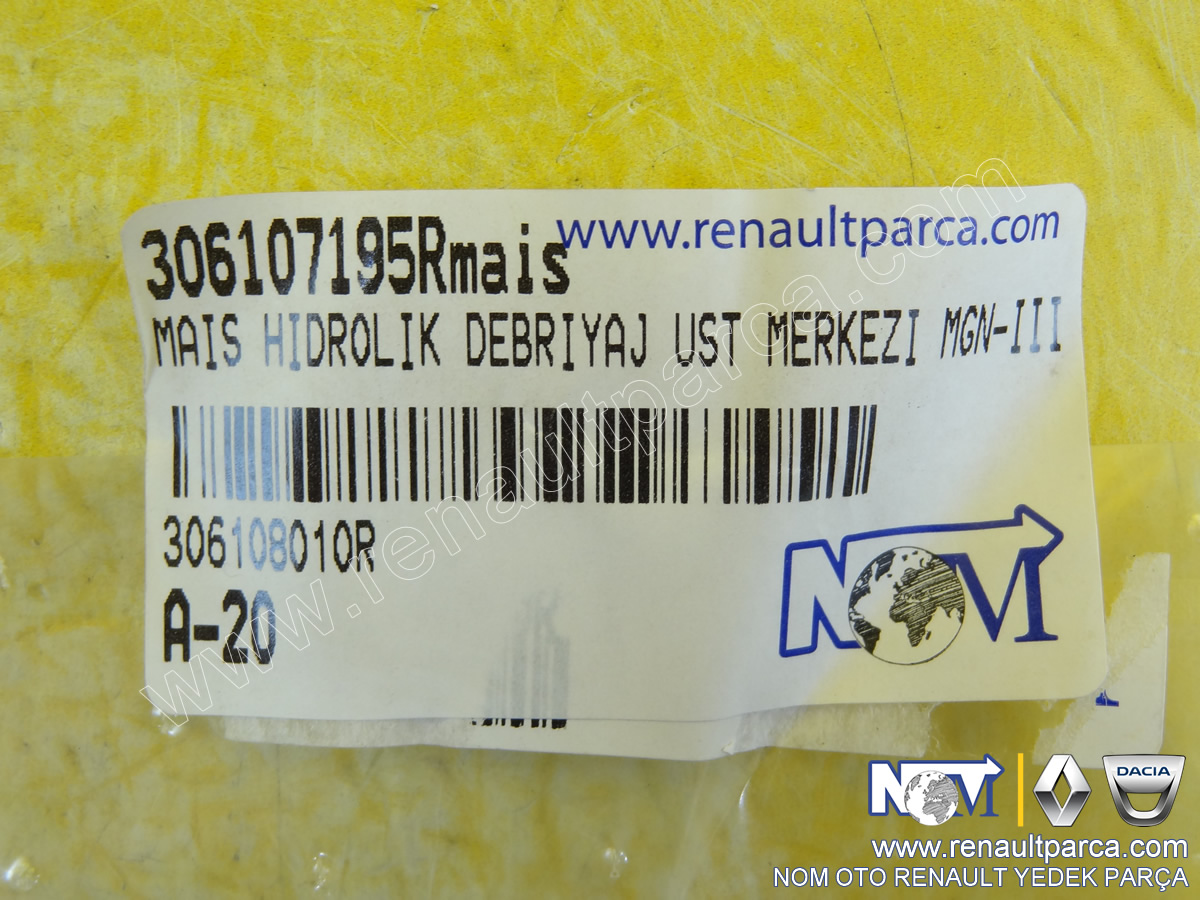 306107195Rmais
www.renaultparca.com
MAIS HIDROLIK DEBRIYAJ UST MERKEZI MGN-III
306108010R
A-20
NOM
www.renaultparca.com
NOM
DACIA
www.renaultparca.com
NOM OTO RENAULT YEDEK PARÇA